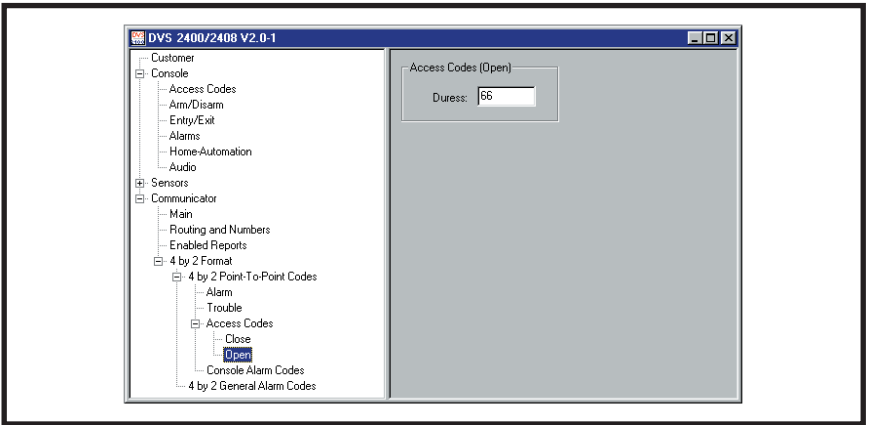 DVS 2400/2408 V2.0-1
Customer
Console
Access Codes
Arm/Disarm
Entry/Exit
Alarms
Home-Automation
Audio
Sensors
Communicator
Main
Routing and Numbers
Enabled Reports
4 by 2 Format
4 by 2 Point-To-Point Codes
Alarm
Trouble
Access Codes
Close
Open
Console Alarm Codes
4 by 2 General Alarm Codes
Access Codes (Open)
Duress: 66